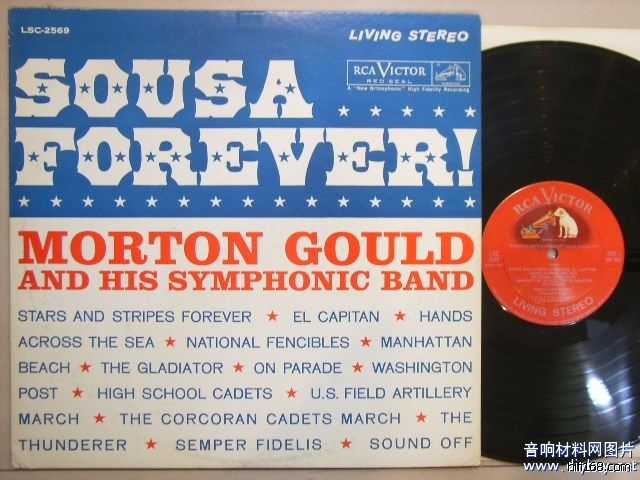 LSC-2569
LIVING STEREO
RCA VICTOR
RED SEAL
A "New Orthophonic" High Fidelity Recording
SOUSA
FOREVER!
MORTON GOULD
AND HIS SYMPHONIC BAND
STARS AND STRIPES FOREVER ★ EL CAPITAN ★ HANDS
ACROSS THE SEA ★ NATIONAL FENCIBLES ★ MANHATTAN
BEACH ★ THE GLADIATOR ★ ON PARADE ★ WASHINGTON
POST ★ HIGH SCHOOL CADETS ★ U.S. FIELD ARTILLERY
MARCH ★ THE CORCORAN CADETS MARCH ★ THE
THUNDERER ★ SEMPER FIDELIS ★ SOUND OFF
RCA VICTOR
LIVING STEREO
音响材料网图片